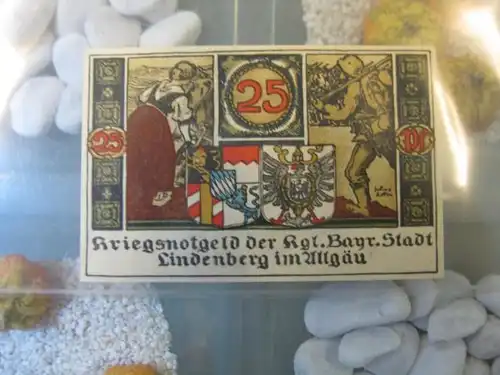 25
25
Pf
Kriegsnotgeld der Kgl. Bayr. Stadt
Lindenberg im Allgäu